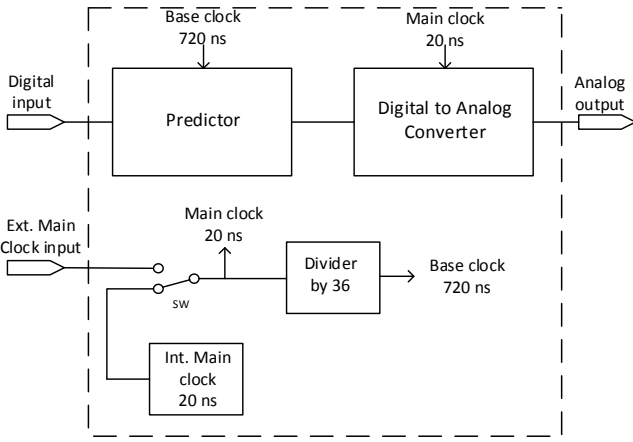 Base clock
720 ns
Main clock
20 ns
Digital
input
Predictor
Digital to Analog
Converter
Analog
output
Ext. Main
Clock input
Main clock
20 ns
SW
Divider
by 36
Base clock
720 ns
Int. Main
clock
20 ns